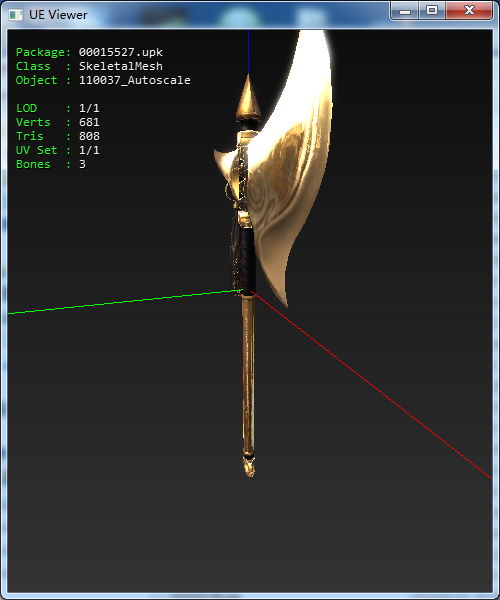 UE Viewer
Package: 00015527.upk
Class : SkeletalMesh
Object : 110037_Autoscale
LOD : 1/1
Verts : 681
Tris : 808
UV Set : 1/1
Bones : 3